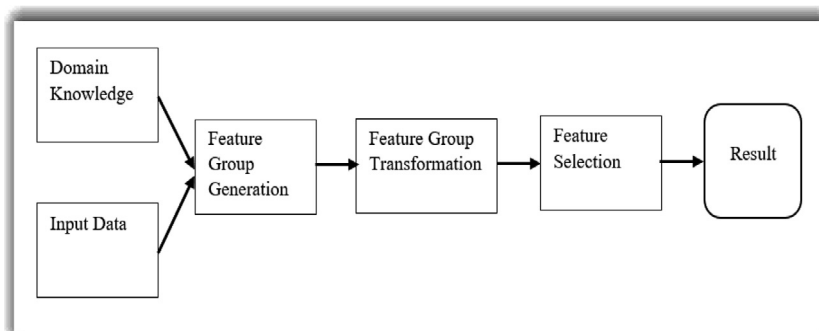 Domain
Knowledge
Input Data
Feature
Group
Generation
Feature Group
Transformation
Feature
Selection
Result